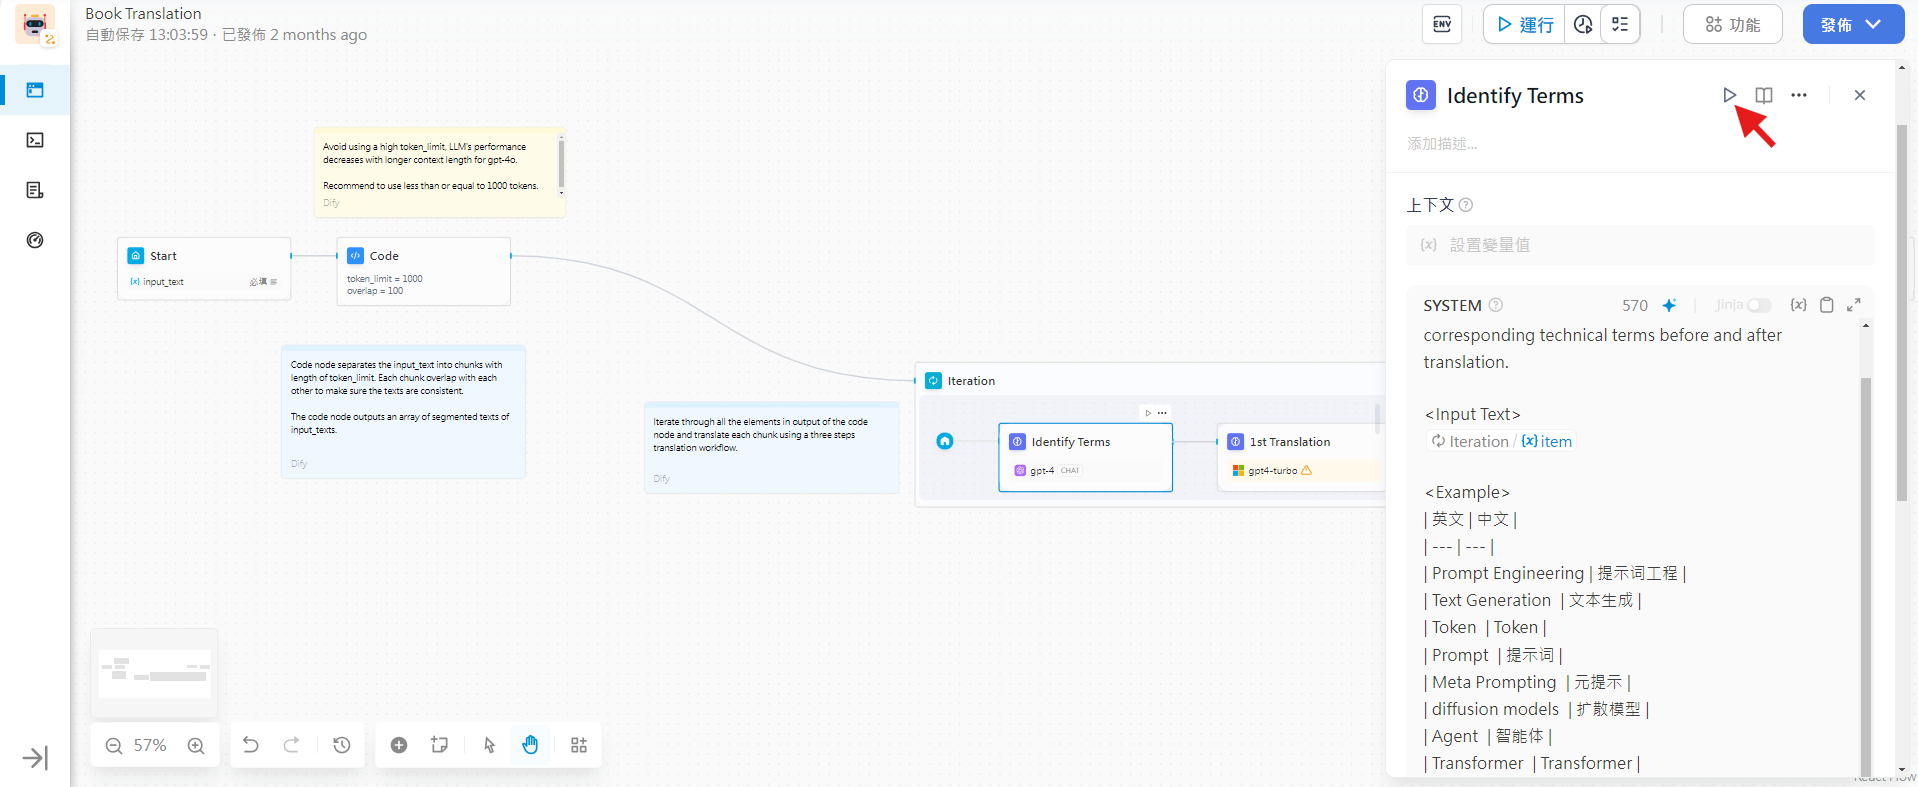 Book Translation
自動保存 13:03:59 · 已發佈 2 months ago
ENV
運行
功能
發佈
Avoid using a high token_limit, LLM's performance
decreases with longer context length for gpt-4o.
Recommend to use less than or equal to 1000 tokens.
Dify
Start
{x} input_text
必填
Code
token_limit = 1000
overlap = 100
Code node separates the input_text into chunks with
length of token_limit. Each chunk overlap with each
other to make sure the texts are consistent.
The code node outputs an array of segmented texts of
input_texts.
Dify
Iterate through all the elements in output of the code
node and translate each chunk using a three steps
translation workflow.
Dify
Iteration
Identify Terms
gpt-4 CHAT
1st Translation
gpt4-turbo
57%
Identify Terms
添加描述...
上下文
{x} 設置變量值
SYSTEM
570
Jinja
{x}
corresponding technical terms before and after
translation.
<Input Text>
Iteration / {x} item
<Example>
| 英文 | 中文 |
| --- | --- |
| Prompt Engineering | 提示词工程 |
| Text Generation | 文本生成 |
| Token | Token |
| Prompt | 提示词 |
| Meta Prompting | 元提示 |
| diffusion models | 扩散模型 |
| Agent | 智能体 |
| Transformer | Transformer |
React Flow